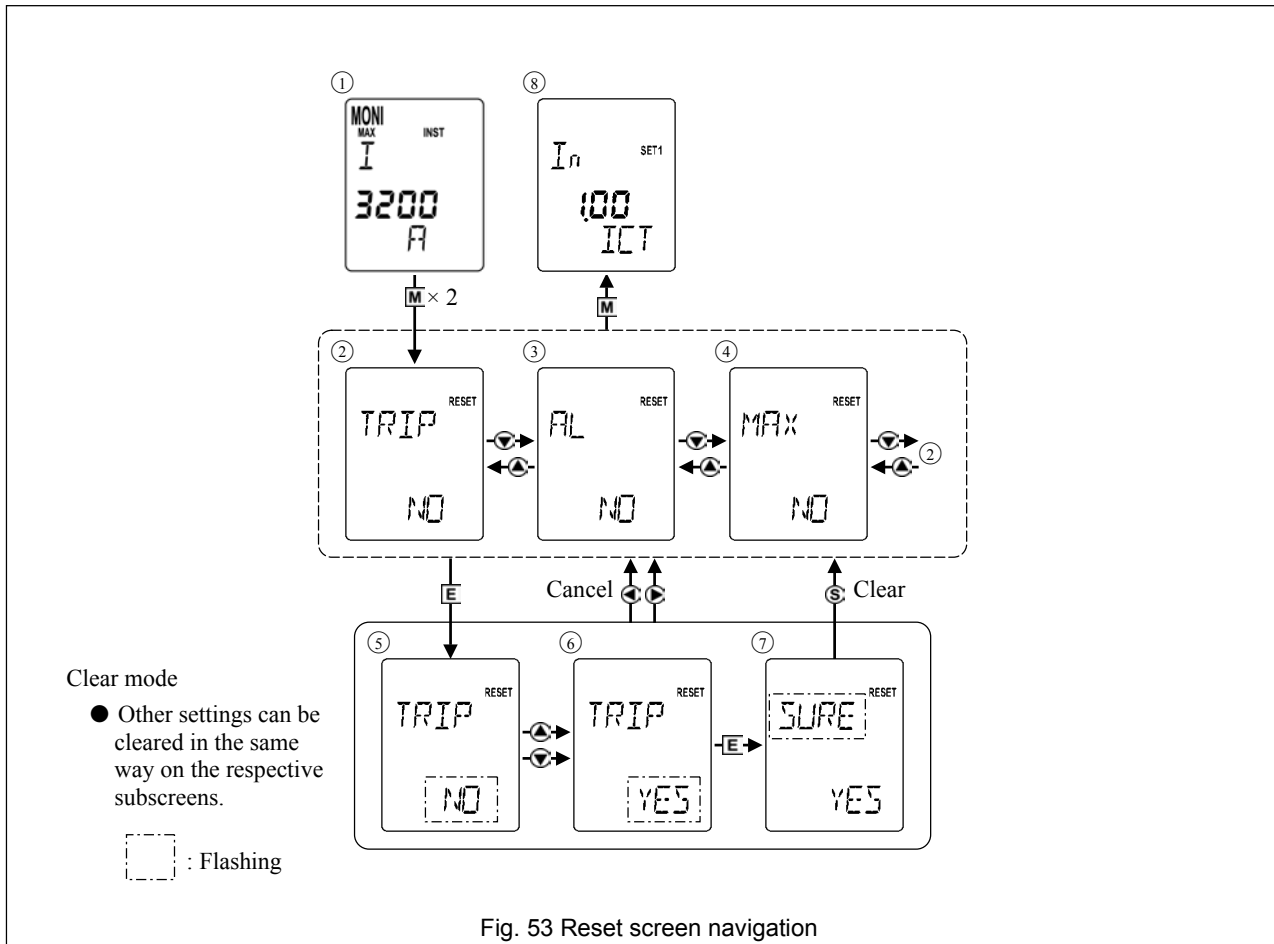 ①
MONI
MAX INST
I
3200
A
M × 2
⑧
In SET1
1.00
ICT
M
②
RESET
TRIP
NO
③
RESET
AL
NO
④
RESET
MAX
NO
②
E
Cancel
S Clear
⑤
RESET
TRIP
NO
⑥
RESET
TRIP
YES
E
⑦
RESET
SURE
YES
Clear mode
● Other settings can be
cleared in the same
way on the respective
subscreens.
: Flashing
Fig. 53 Reset screen navigation